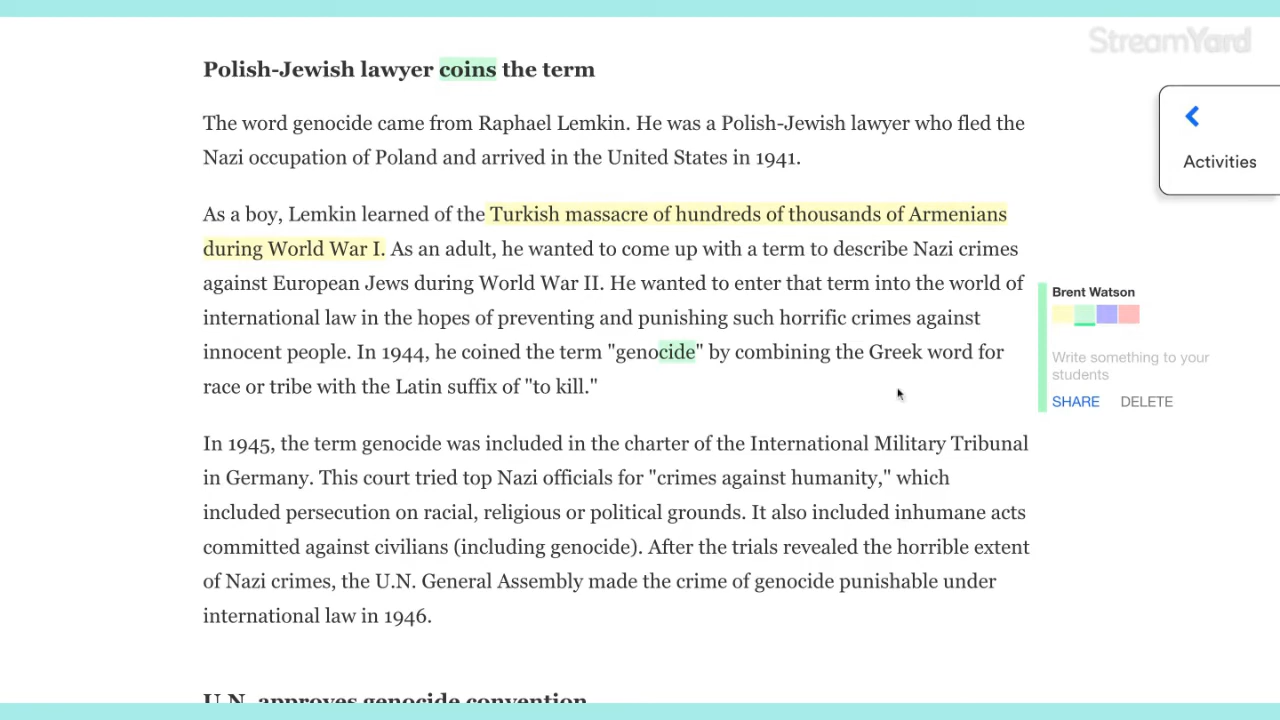 StreamYard
Polish-Jewish lawyer coins the term
Activities
The word genocide came from Raphael Lemkin. He was a Polish-Jewish lawyer who fled the
Nazi occupation of Poland and arrived in the United States in 1941.
As a boy, Lemkin learned of the Turkish massacre of hundreds of thousands of Armenians
during World War I. As an adult, he wanted to come up with a term to describe Nazi crimes
against European Jews during World War II. He wanted to enter that term into the world of
international law in the hopes of preventing and punishing such horrific crimes against
innocent people. In 1944, he coined the term "genocide" by combining the Greek word for
race or tribe with the Latin suffix of "to kill."
Brent Watson
Write something to your
students
SHARE DELETE
In 1945, the term genocide was included in the charter of the International Military Tribunal
in Germany. This court tried top Nazi officials for "crimes against humanity," which
included persecution on racial, religious or political grounds. It also included inhumane acts
committed against civilians (including genocide). After the trials revealed the horrible extent
of Nazi crimes, the U.N. General Assembly made the crime of genocide punishable under
international law in 1946.
U.N. approves genocide convention